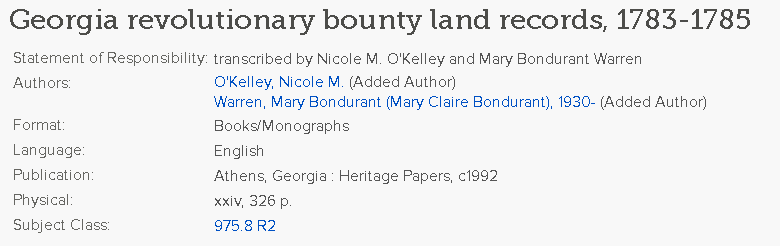 Georgia revolutionary bounty land records, 1783-1785
Statement of Responsibility: transcribed by Nicole M. O'Kelley and Mary Bondurant Warren
Authors: O'Kelley, Nicole M. (Added Author)
Warren, Mary Bondurant (Mary Claire Bondurant), 1930- (Added Author)
Format: Books/Monographs
Language: English
Publication: Athens, Georgia : Heritage Papers, c1992
Physical: xxiv, 326 p.
Subject Class: 975.8 R2